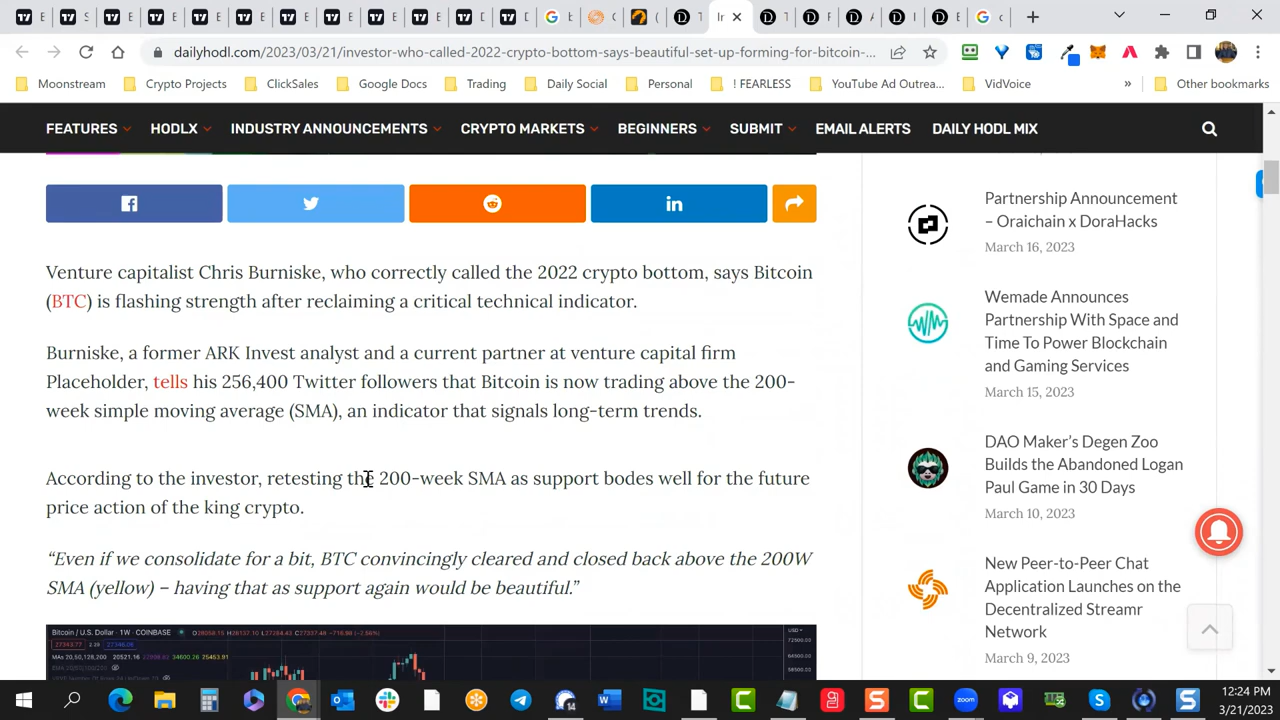 dailyhodl.com/2023/03/21/investor-who-called-2022-crypto-bottom-says-beautiful-set-up-forming-for-bitcoin-...
Moonstream
Crypto Projects
ClickSales
Google Docs
Trading
Daily Social
Personal
! FEARLESS
YouTube Ad Outrea...
VidVoice
»
Other bookmarks
FEATURES
HODLX
INDUSTRY ANNOUNCEMENTS
CRYPTO MARKETS
BEGINNERS
SUBMIT
EMAIL ALERTS
DAILY HODL MIX
Venture capitalist Chris Burniske, who correctly called the 2022 crypto bottom, says Bitcoin
(BTC) is flashing strength after reclaiming a critical technical indicator.
Burniske, a former ARK Invest analyst and a current partner at venture capital firm
Placeholder, tells his 256,400 Twitter followers that Bitcoin is now trading above the 200-
week simple moving average (SMA), an indicator that signals long-term trends.
According to the investor, retesting the 200-week SMA as support bodes well for the future
price action of the king crypto.
“Even if we consolidate for a bit, BTC convincingly cleared and closed back above the 200W
SMA (yellow) – having that as support again would be beautiful.”
Bitcoin / U.S. Dollar · 1W · COINBASE
Partnership Announcement
– Oraichain x DoraHacks
March 16, 2023
Wemade Announces
Partnership With Space and
Time To Power Blockchain
and Gaming Services
March 15, 2023
DAO Maker’s Degen Zoo
Builds the Abandoned Logan
Paul Game in 30 Days
March 10, 2023
New Peer-to-Peer Chat
Application Launches on the
Decentralized Streamr
Network
March 9, 2023
12:24 PM
3/21/2023